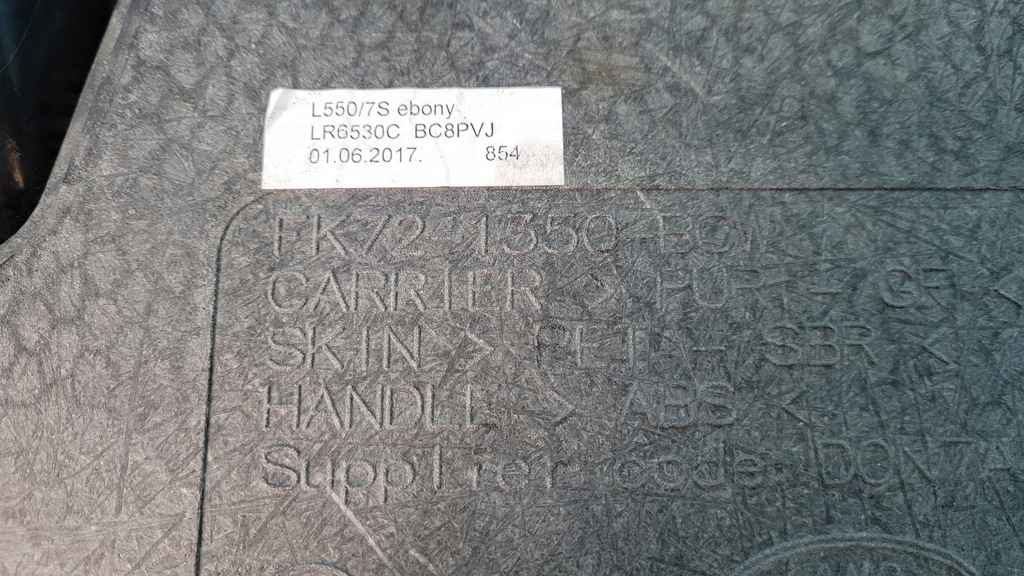 L550/7S ebony
LR6530C BC8PVJ
01.06.2017. 854
FK72-1350 BCW
CARRIER > PUR + GF <
SKIN > PET + SBR <
HANDLE > ABS <
Supplier code